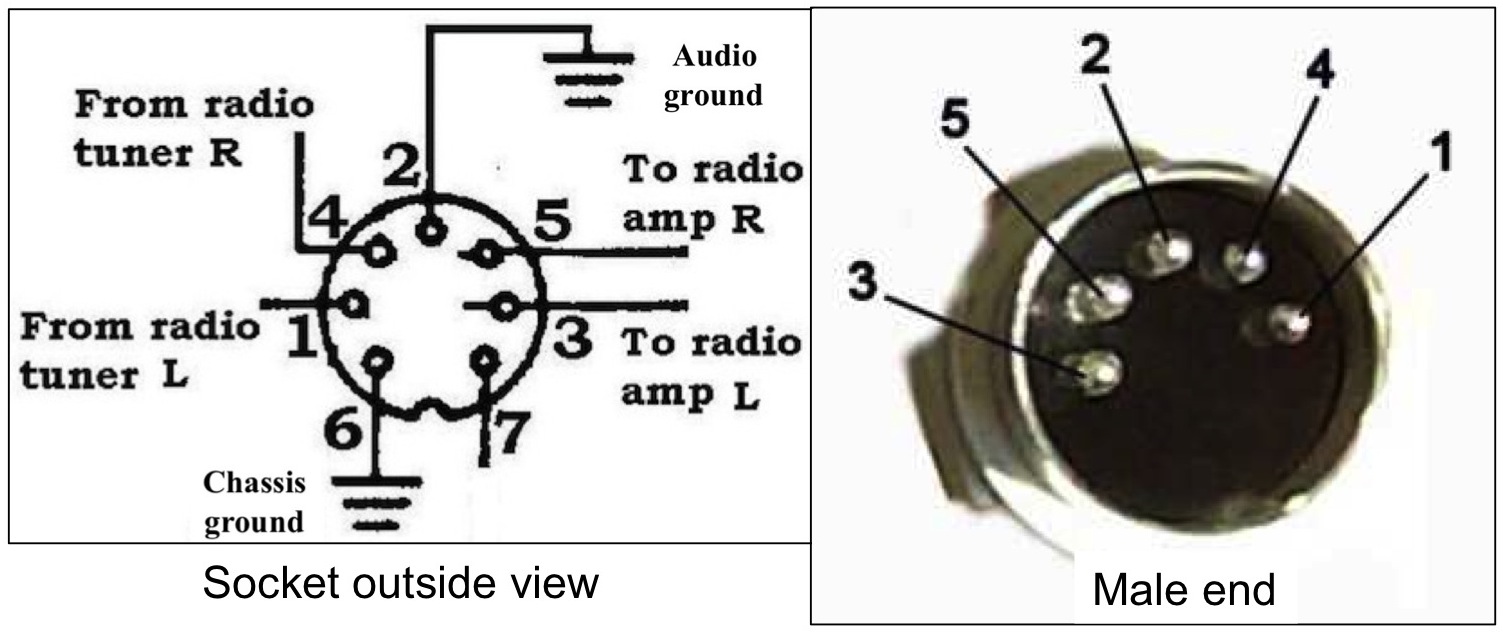 Audio
ground
From radio
tuner R
2
4
5
To radio
amp R
1
From radio
tuner L
3
To radio
amp L
6
7
Chassis
ground
Socket outside view
2
4
5
1
3
Male end